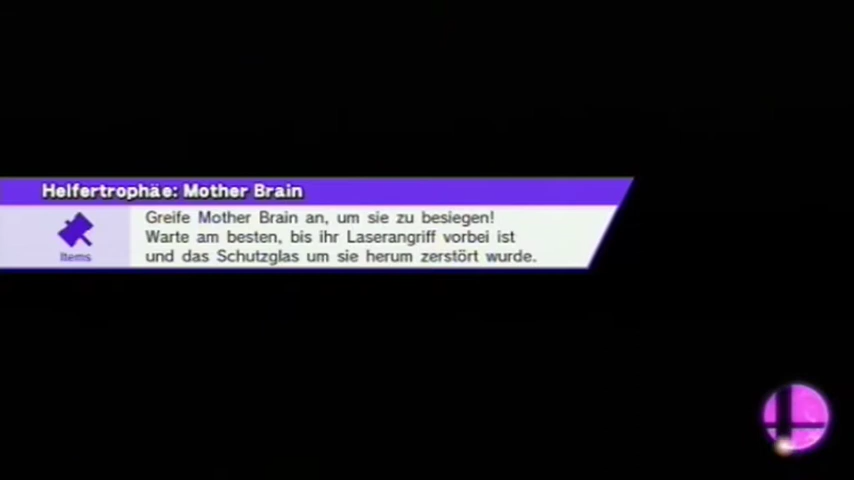 Helfertrophäe: Mother Brain
Items
Greife Mother Brain an, um sie zu besiegen!
Warte am besten, bis ihr Laserangriff vorbei ist
und das Schutzglas um sie herum zerstört wurde.